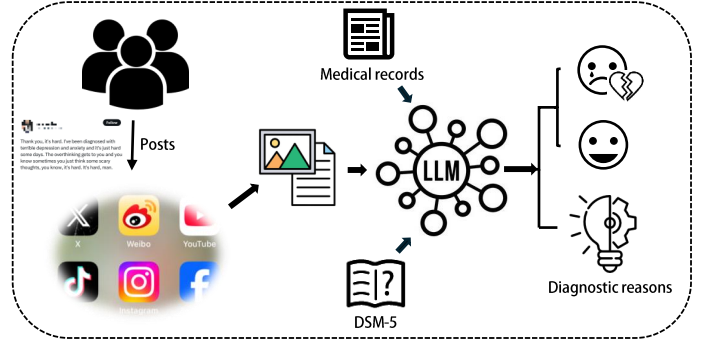 Medical records
Follow
Thank you, it's hard. I've been diagnosed with
terrible depression and anxiety and it's just hard
some days. The overthinking gets to you and you
know sometimes you just think some scary
thoughts, you know, it's hard. It's hard, man.
Posts
LLM
X
Weibo
YouTube
Instagram
?
DSM-5
Diagnostic reasons